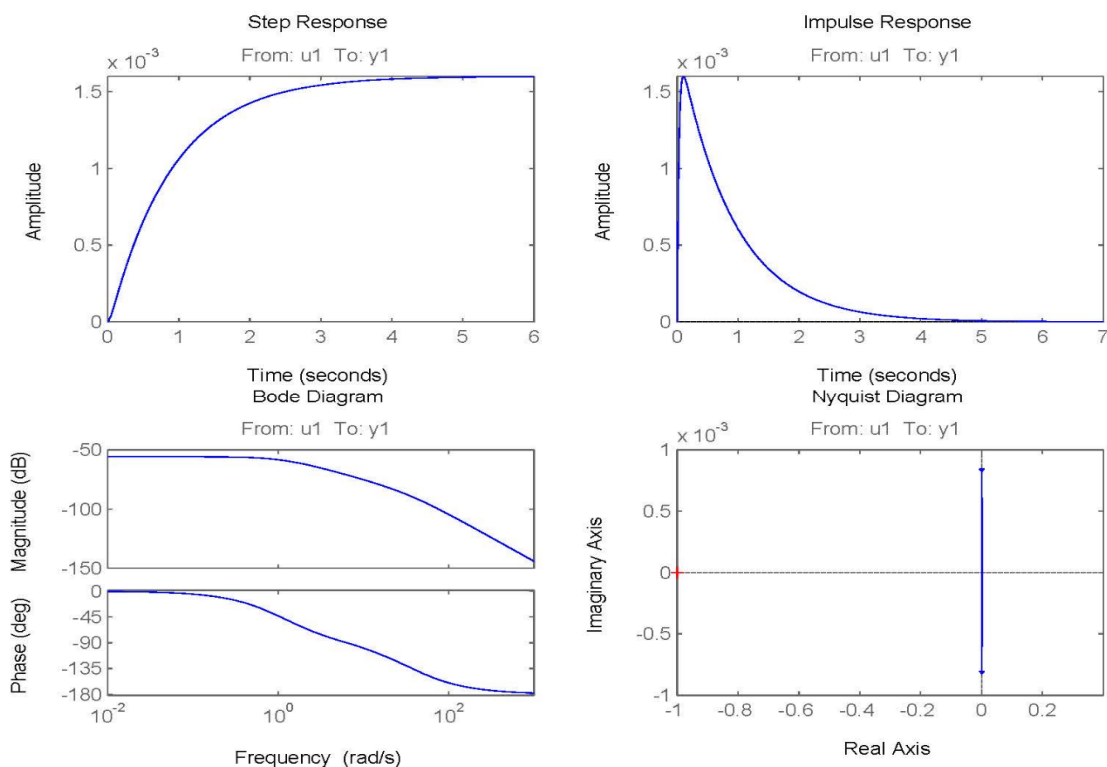 Step Response
From: u1 To: y1
x 10^-3
1.5
1
0.5
0
Amplitude
0 1 2 3 4 5 6
Time (seconds)
Impulse Response
From: u1 To: y1
x 10^-3
1.5
1
0.5
0
Amplitude
0 1 2 3 4 5 6 7
Time (seconds)
Bode Diagram
From: u1 To: y1
-50
-100
-150
Magnitude (dB)
0
-45
-90
-135
-180
Phase (deg)
10^-2 10^0 10^2
Frequency (rad/s)
Nyquist Diagram
From: u1 To: y1
x 10^-3
1
0.5
0
-0.5
-1
Imaginary Axis
-1 -0.8 -0.6 -0.4 -0.2 0 0.2
Real Axis